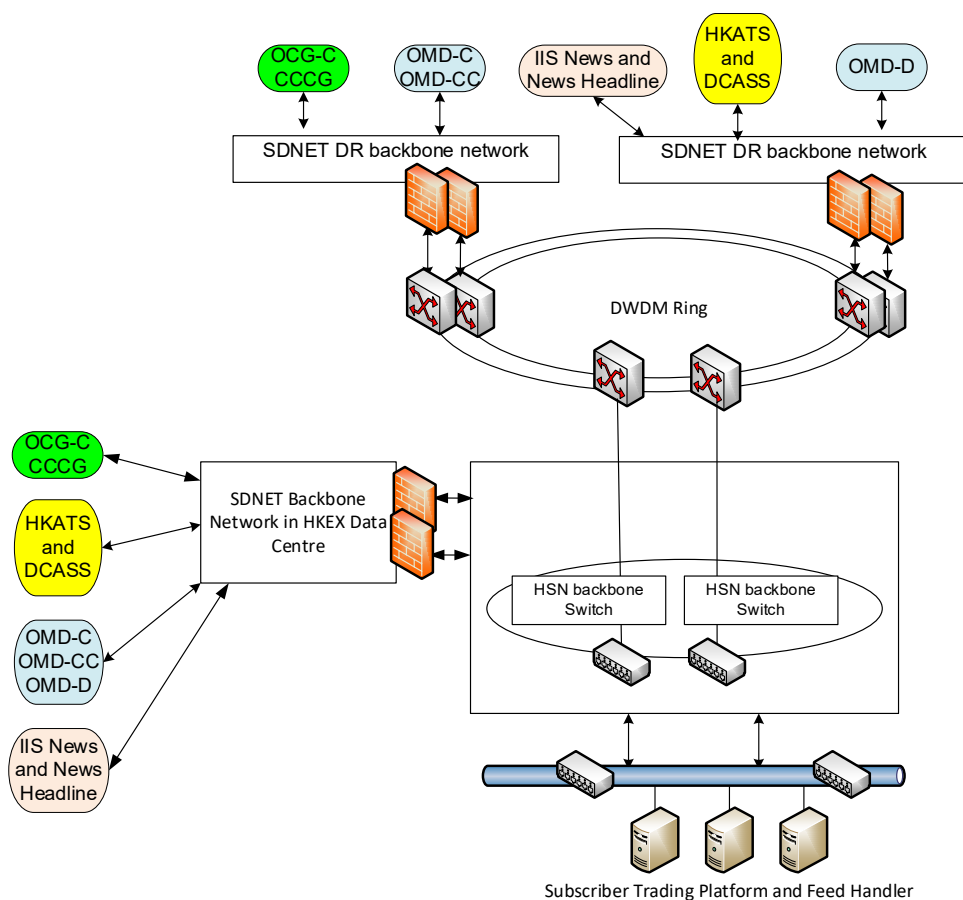 OCG-C
CCCG
OMD-C
OMD-CC
IIS News and
News Headline
HKATS
and
DCASS
OMD-D
SDNET DR backbone network
SDNET DR backbone network
DWDM Ring
OCG-C
CCCG
HKATS
and
DCASS
OMD-C
OMD-CC
OMD-D
IIS News
and News
Headline
SDNET Backbone
Network in HKEX Data
Centre
HSN backbone
Switch
HSN backbone
Switch
Subscriber Trading Platform and Feed Handler